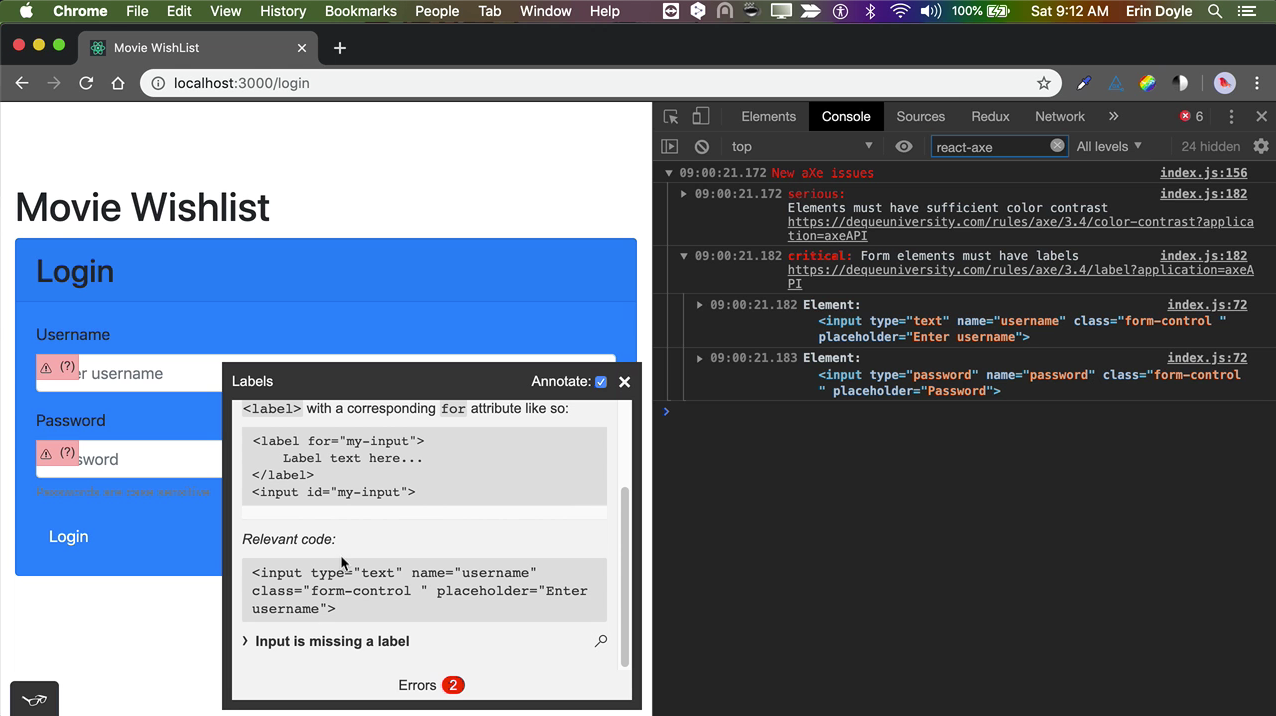 Chrome File Edit View History Bookmarks People Tab Window Help 100% Sat 9:12 AM Erin Doyle
Movie WishList
localhost:3000/login
Movie Wishlist
Login
Username
(?) er username
Password
(?) sword
Passwords are case sensitive
Login
Labels Annotate:
<label> with a corresponding for attribute like so:
<label for="my-input">
Label text here...
</label>
<input id="my-input">
Relevant code:
<input type="text" name="username"
class="form-control " placeholder="Enter
username">
Input is missing a label
Errors 2
Elements Console Sources Redux Network » 6
top react-axe All levels 24 hidden
09:00:21.172 New aXe issues index.js:136
09:00:21.172 serious: index.js:182
Elements must have sufficient color contrast
https://dequeuniversity.com/rules/axe/3.4/color-contrast?applica
tion=axeAPI
09:00:21.182 critical: Form elements must have labels index.js:182
https://dequeuniversity.com/rules/axe/3.4/label?application=axeA
PI
09:00:21.182 Element: index.js:72
<input type="text" name="username" class="form-control "
placeholder="Enter username">
09:00:21.183 Element: index.js:72
<input type="password" name="password" class="form-control
" placeholder="Password">